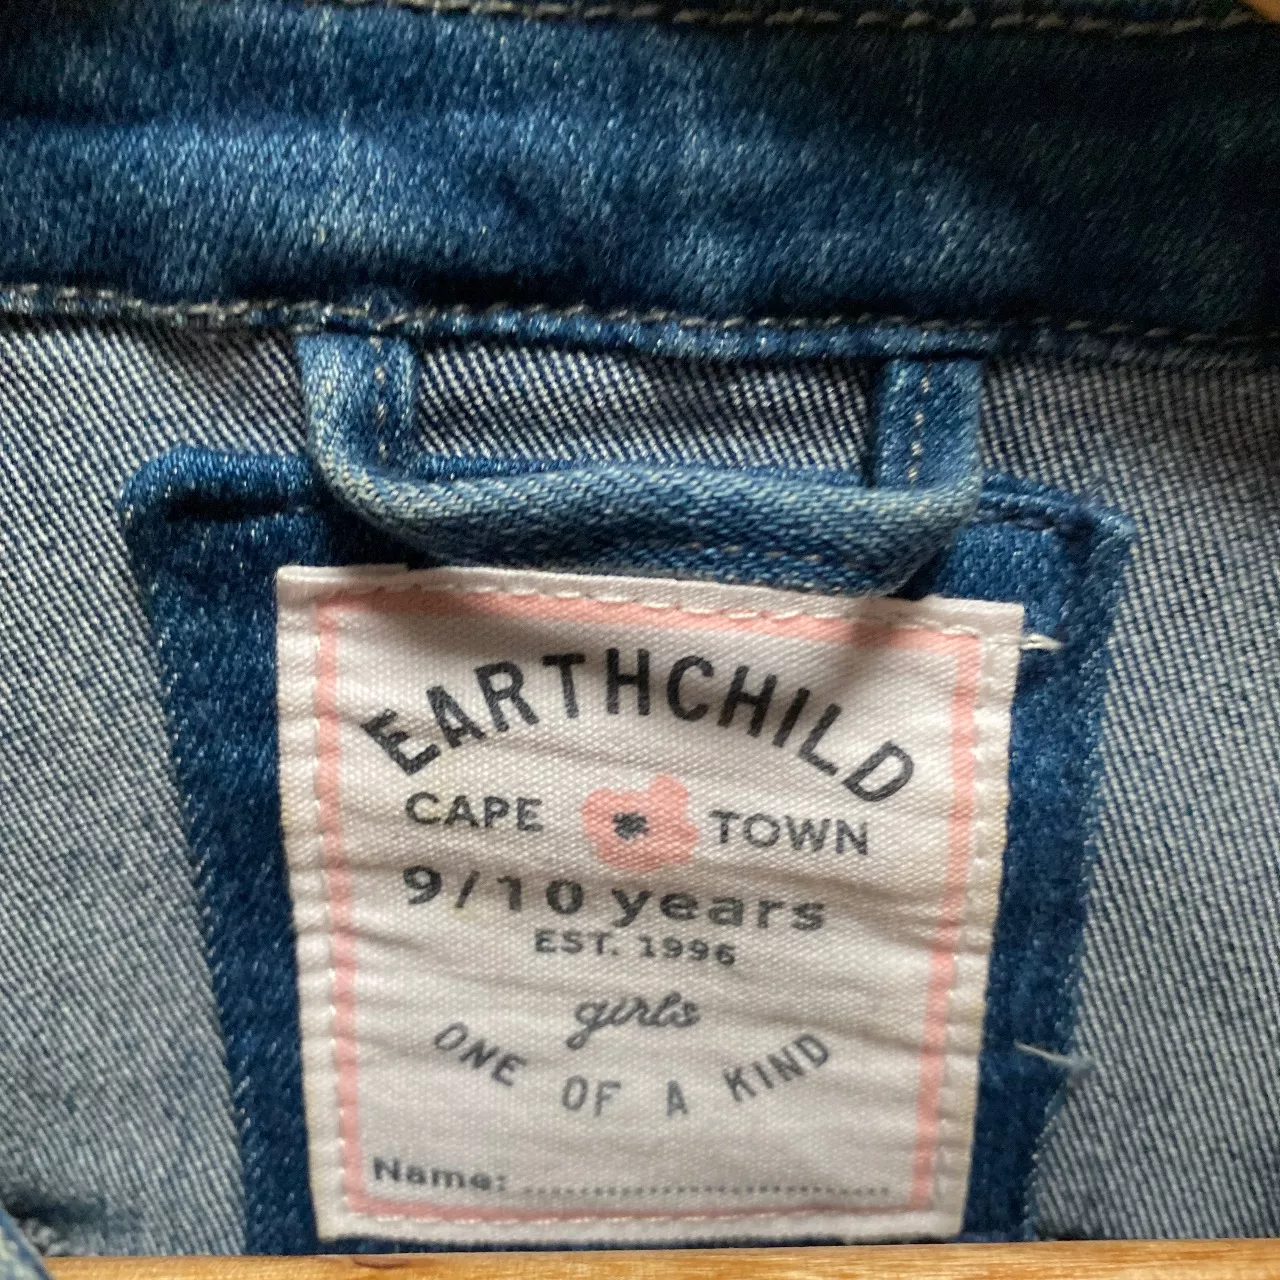 EARTHCHILD
CAPE TOWN
9/10 years
EST. 1996
girls
ONE OF A KIND
Name: ........................................